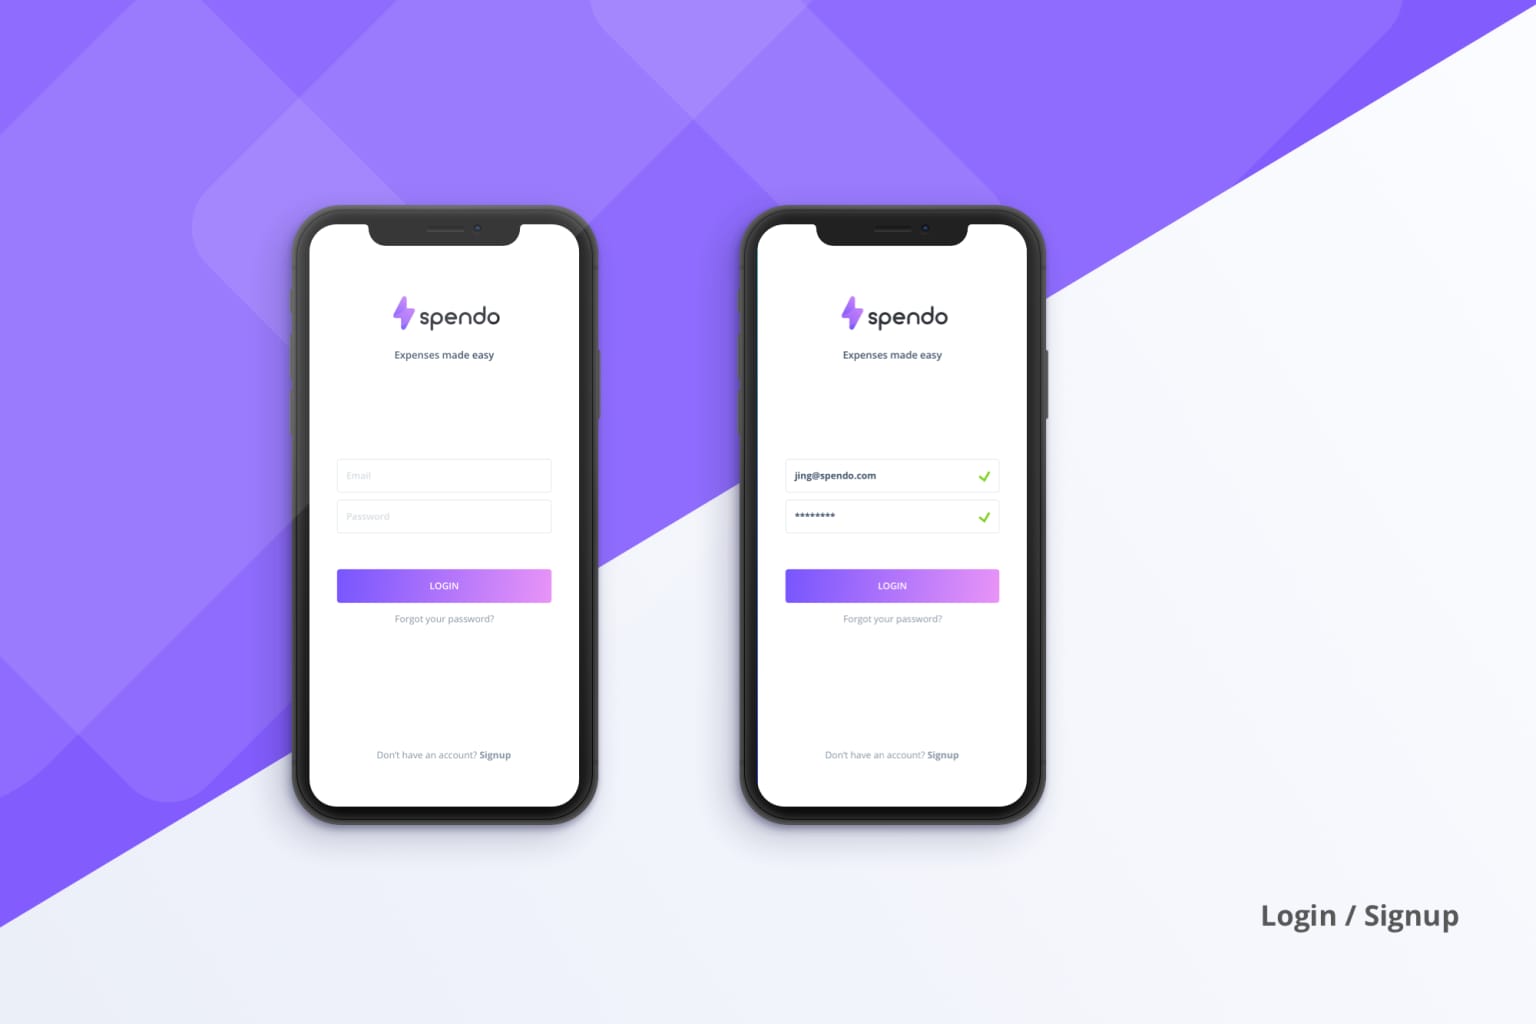 spendo
Expenses made easy
Email
Password
LOGIN
Forgot your password?
Don't have an account? Signup
spendo
Expenses made easy
jing@spendo.com
********
LOGIN
Forgot your password?
Don't have an account? Signup
Login / Signup